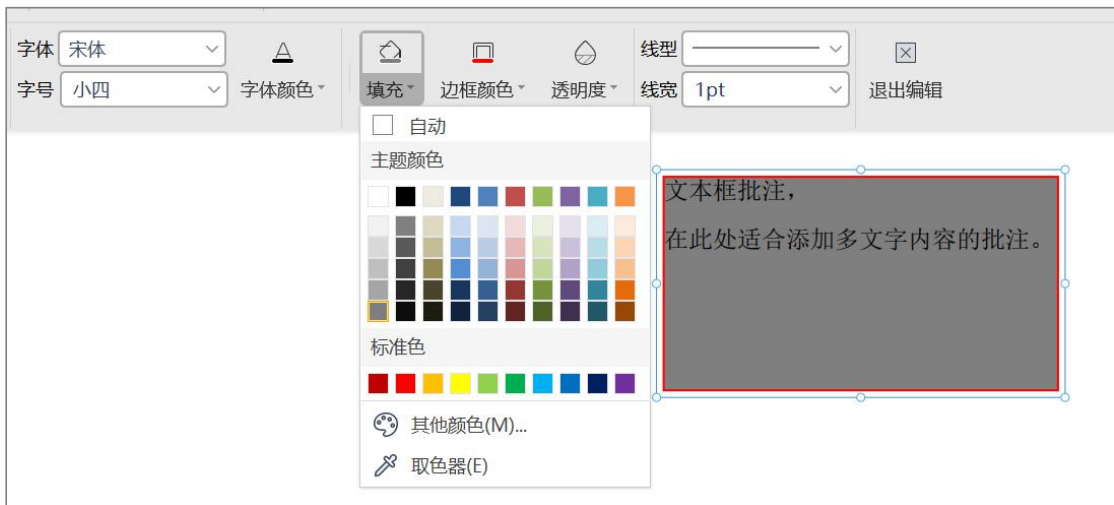 字体 宋体 字体颜色 填充 边框颜色 透明度 线型 退出编辑
字号 小四 线宽 1pt
自动
主题颜色
标准色
其他颜色(M)...
取色器(E)
文本框批注，
在此处适合添加多文字内容的批注。